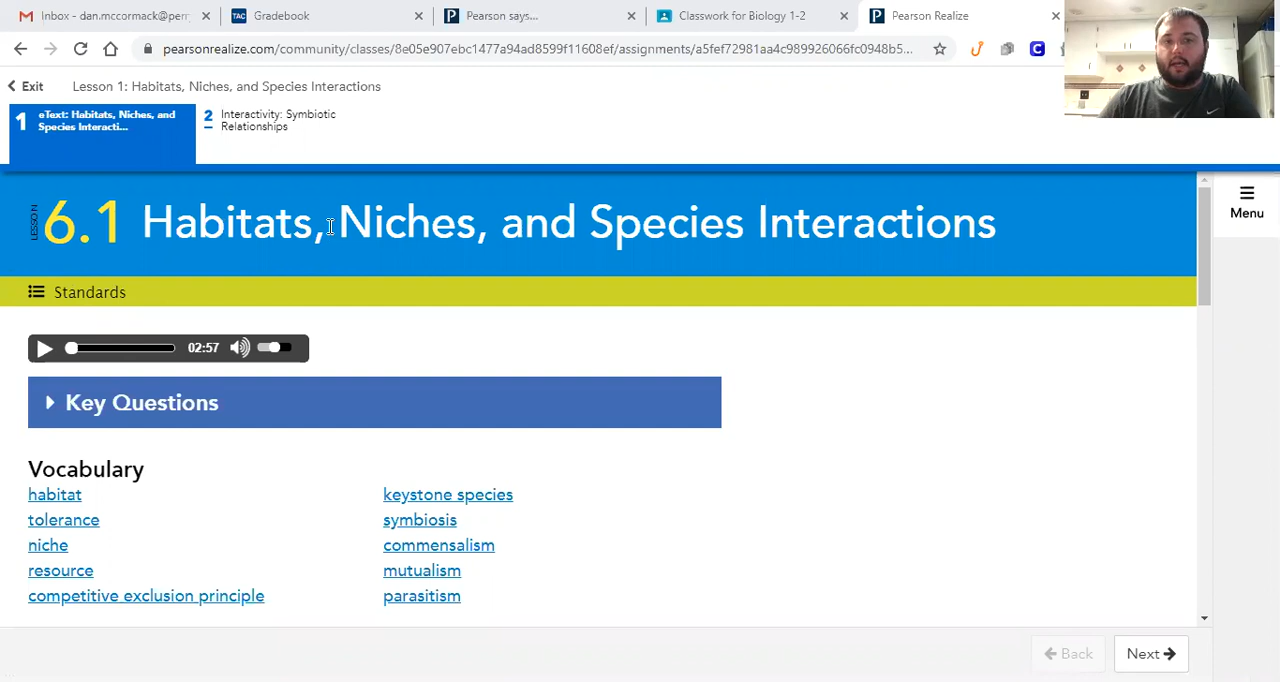 Inbox - dan.mccormack@perr
Gradebook
Pearson says...
Classwork for Biology 1-2
Pearson Realize
pearsonrealize.com/community/classes/8e05e907ebc1477a94ad8599f11608ef/assignments/a5fef72981aa4c989926066fc0948b5...
Exit
Lesson 1: Habitats, Niches, and Species Interactions
1 eText: Habitats, Niches, and
Species Interacti...
2 Interactivity: Symbiotic
Relationships
LESSON 6.1 Habitats, Niches, and Species Interactions
Menu
Standards
02:57
Key Questions
Vocabulary
habitat
tolerance
niche
resource
competitive exclusion principle
keystone species
symbiosis
commensalism
mutualism
parasitism
Back
Next